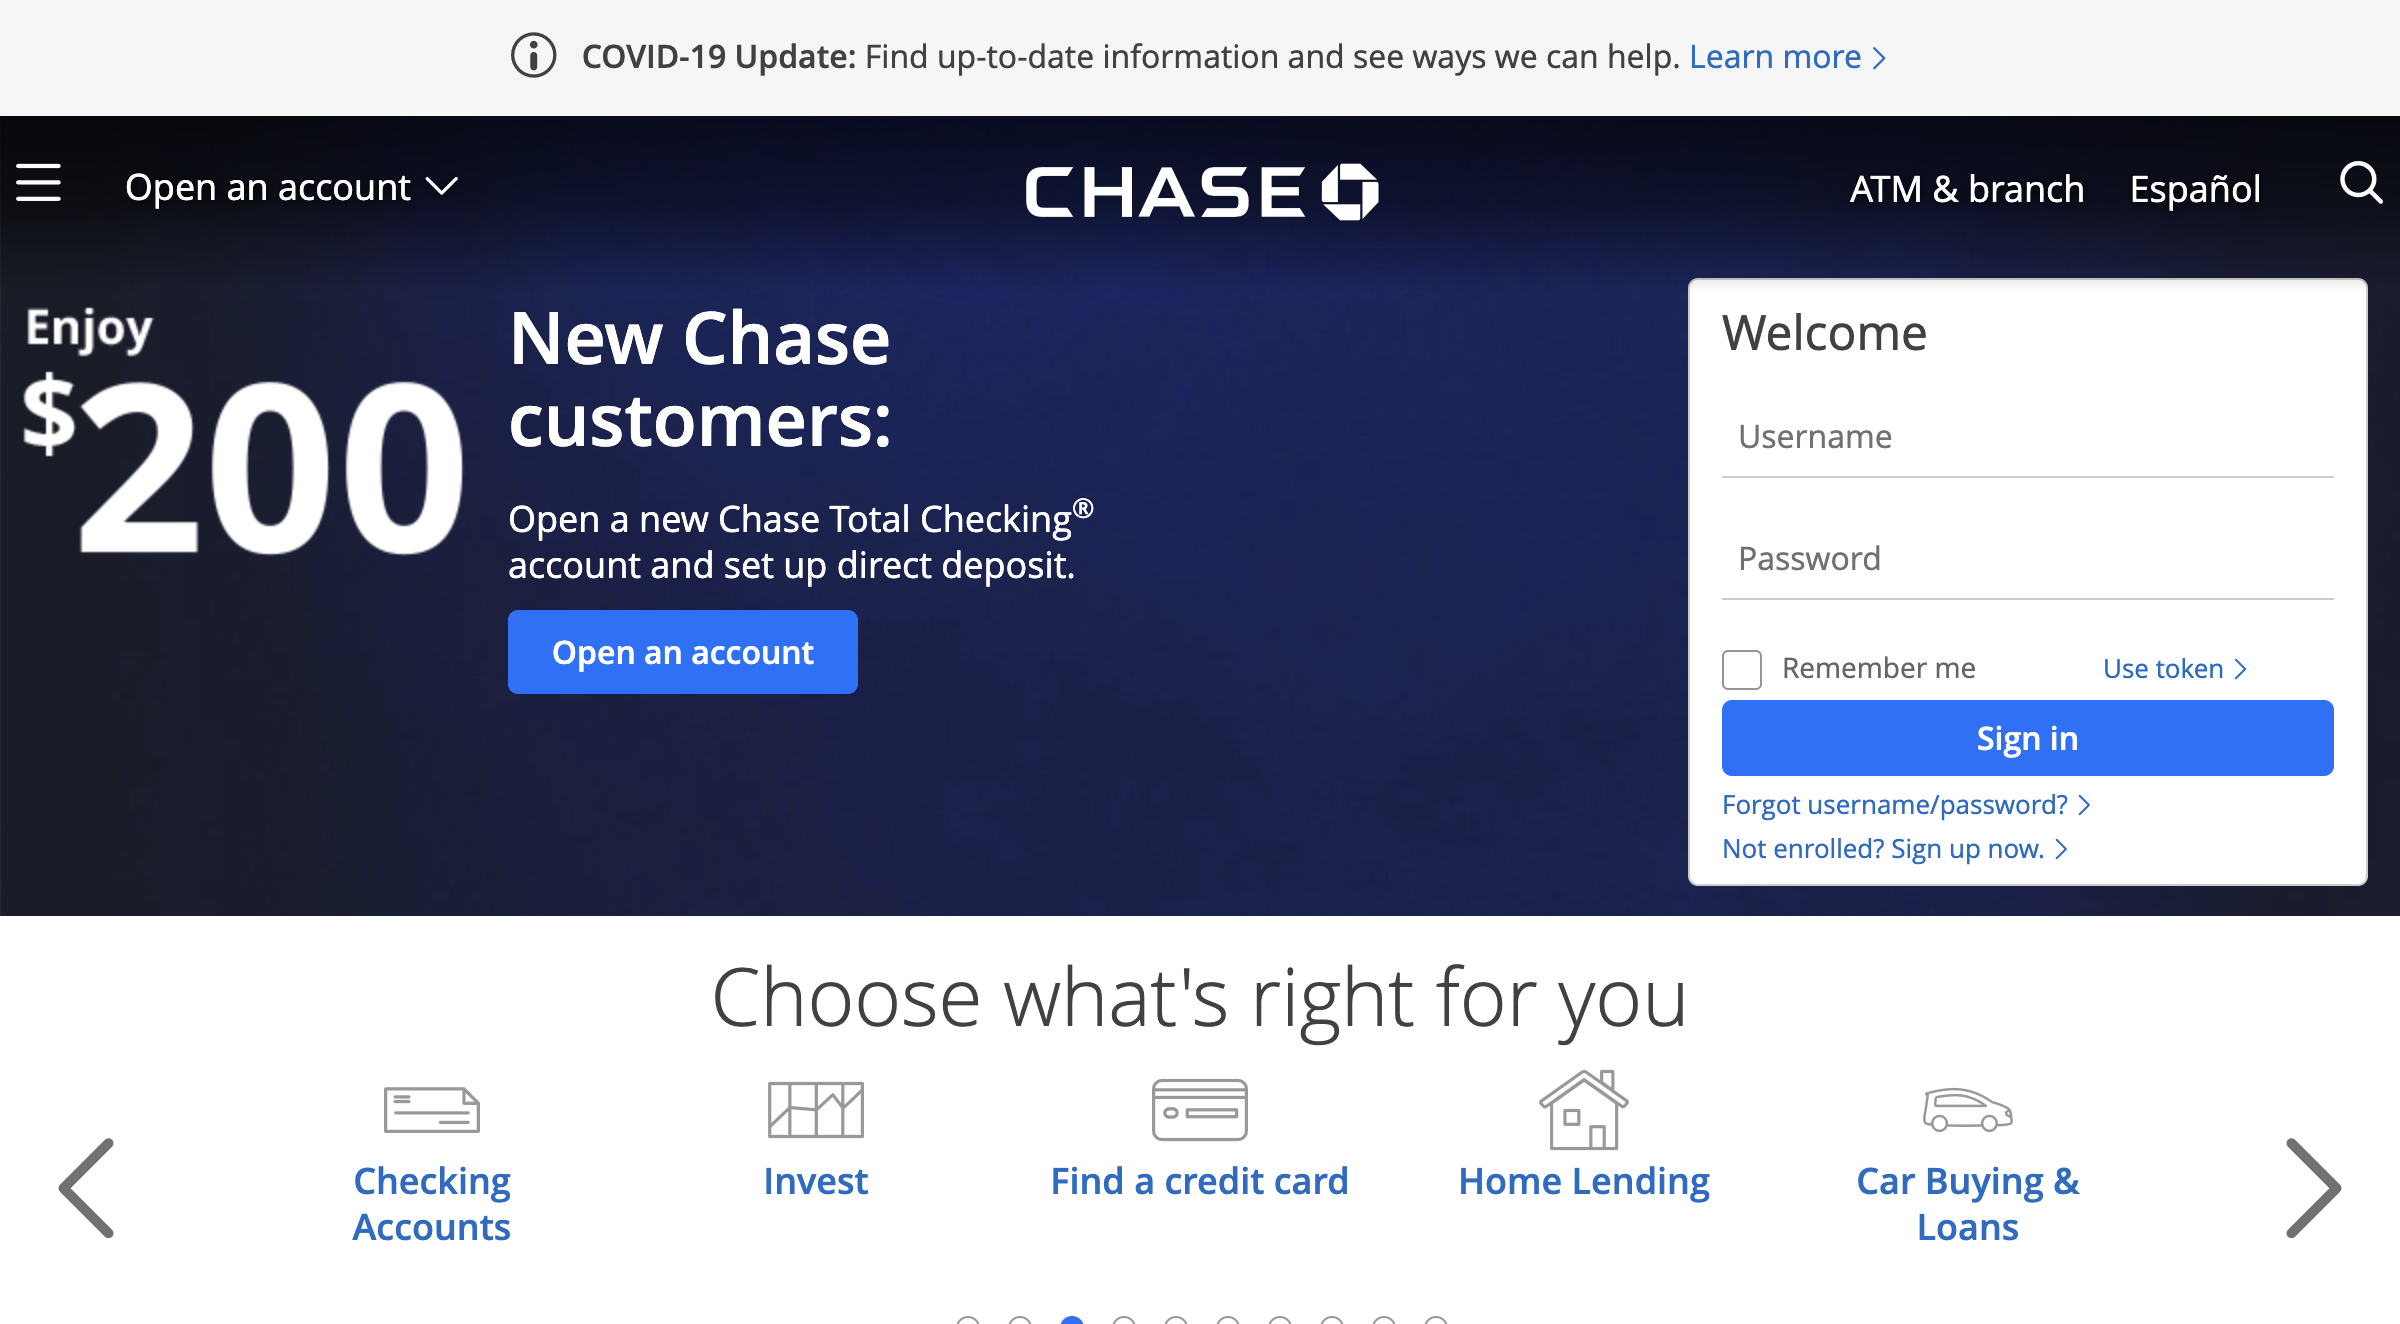 COVID-19 Update: Find up-to-date information and see ways we can help. Learn more
Open an account
CHASE
ATM & branch
Español
Enjoy
$200
New Chase
customers:
Open a new Chase Total Checking®
account and set up direct deposit.
Open an account
Welcome
Username
Password
Remember me
Use token
Sign in
Forgot username/password?
Not enrolled? Sign up now.
Choose what's right for you
Checking
Accounts
Invest
Find a credit card
Home Lending
Car Buying &
Loans